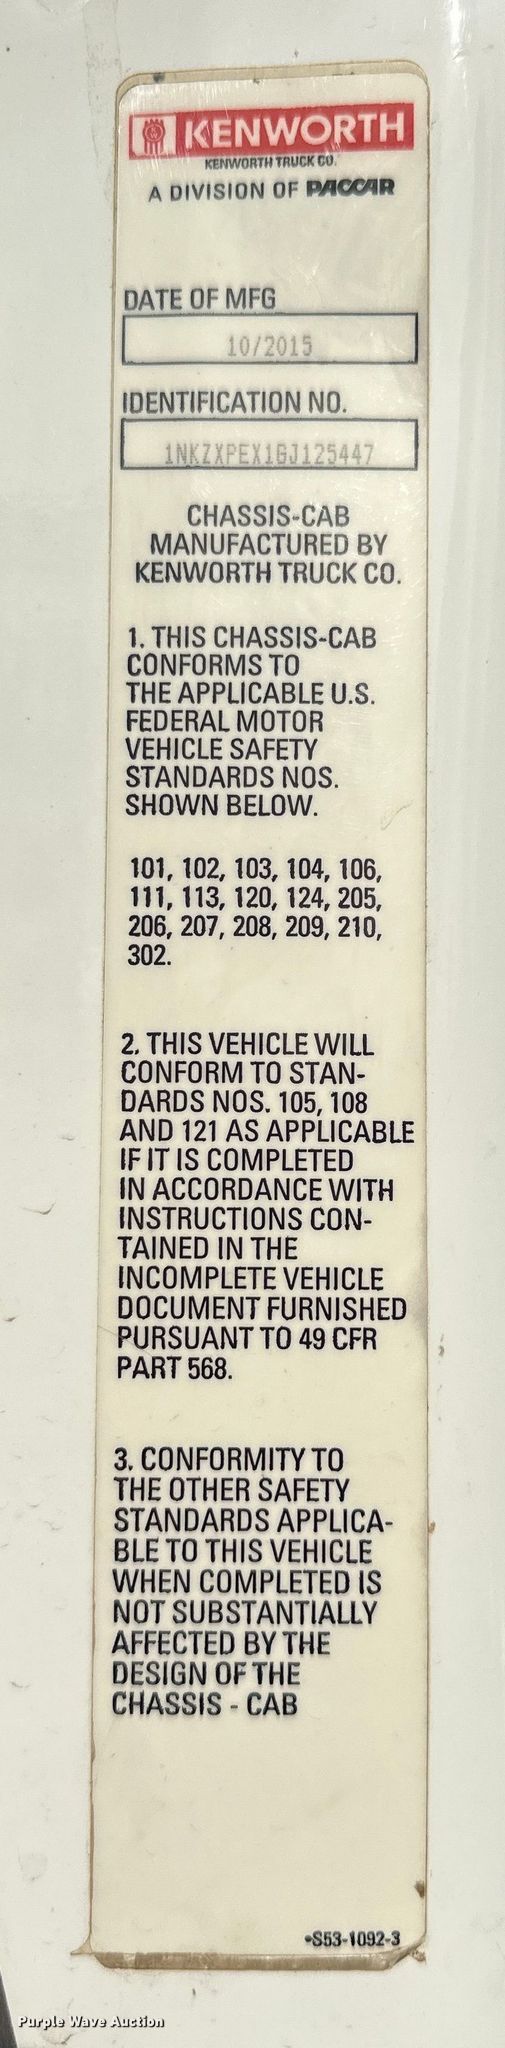 KENWORTH
KENWORTH TRUCK CO.
A DIVISION OF PACCAR
DATE OF MFG
10/2015
IDENTIFICATION NO.
1NKZXPEX1GJ125447
CHASSIS-CAB
MANUFACTURED BY
KENWORTH TRUCK CO.
1. THIS CHASSIS-CAB
CONFORMS TO
THE APPLICABLE U.S.
FEDERAL MOTOR
VEHICLE SAFETY
STANDARDS NOS.
SHOWN BELOW.
101, 102, 103, 104, 106,
111, 113, 120, 124, 205,
206, 207, 208, 209, 210,
302.
2. THIS VEHICLE WILL
CONFORM TO STAN-
DARDS NOS. 105, 108
AND 121 AS APPLICABLE
IF IT IS COMPLETED
IN ACCORDANCE WITH
INSTRUCTIONS CON-
TAINED IN THE
INCOMPLETE VEHICLE
DOCUMENT FURNISHED
PURSUANT TO 49 CFR
PART 568.
3. CONFORMITY TO
THE OTHER SAFETY
STANDARDS APPLICA-
BLE TO THIS VEHICLE
WHEN COMPLETED IS
NOT SUBSTANTIALLY
AFFECTED BY THE
DESIGN OF THE
CHASSIS - CAB
-S53-1092-3
Purple Wave Auction